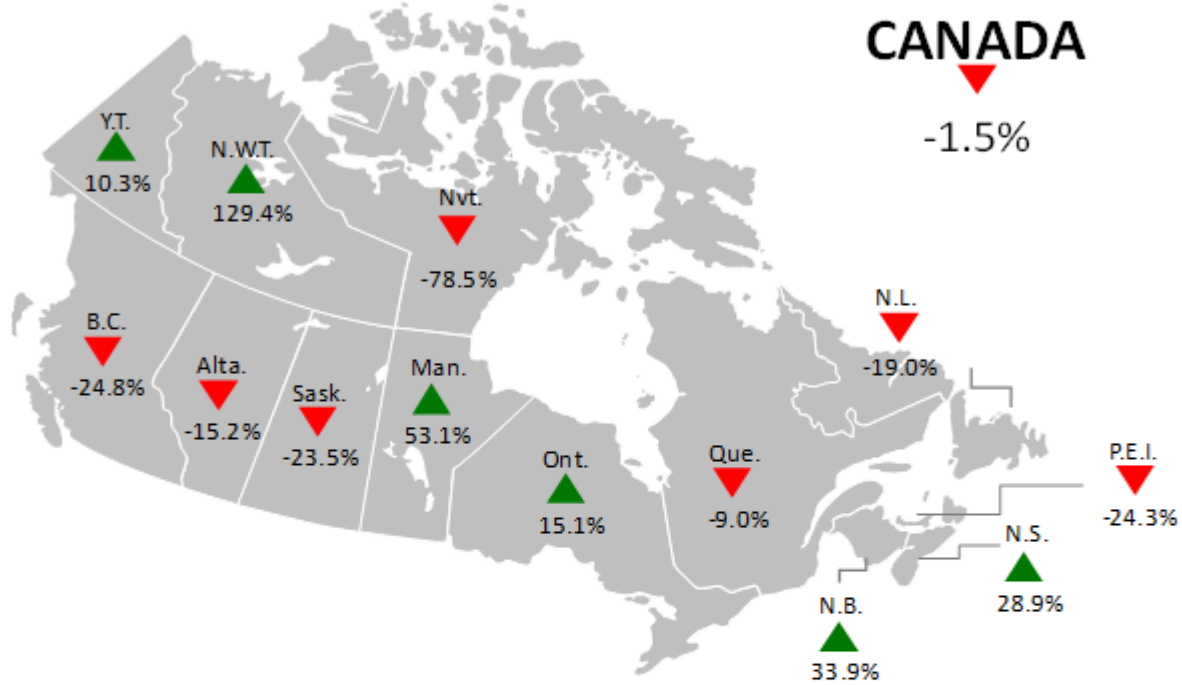 CANADA
-1.5%
Y.T.
10.3%
N.W.T.
129.4%
Nvt.
-78.5%
B.C.
-24.8%
Alta.
-15.2%
Sask.
-23.5%
Man.
53.1%
Ont.
15.1%
Que.
-9.0%
N.L.
-19.0%
P.E.I.
-24.3%
N.S.
28.9%
N.B.
33.9%